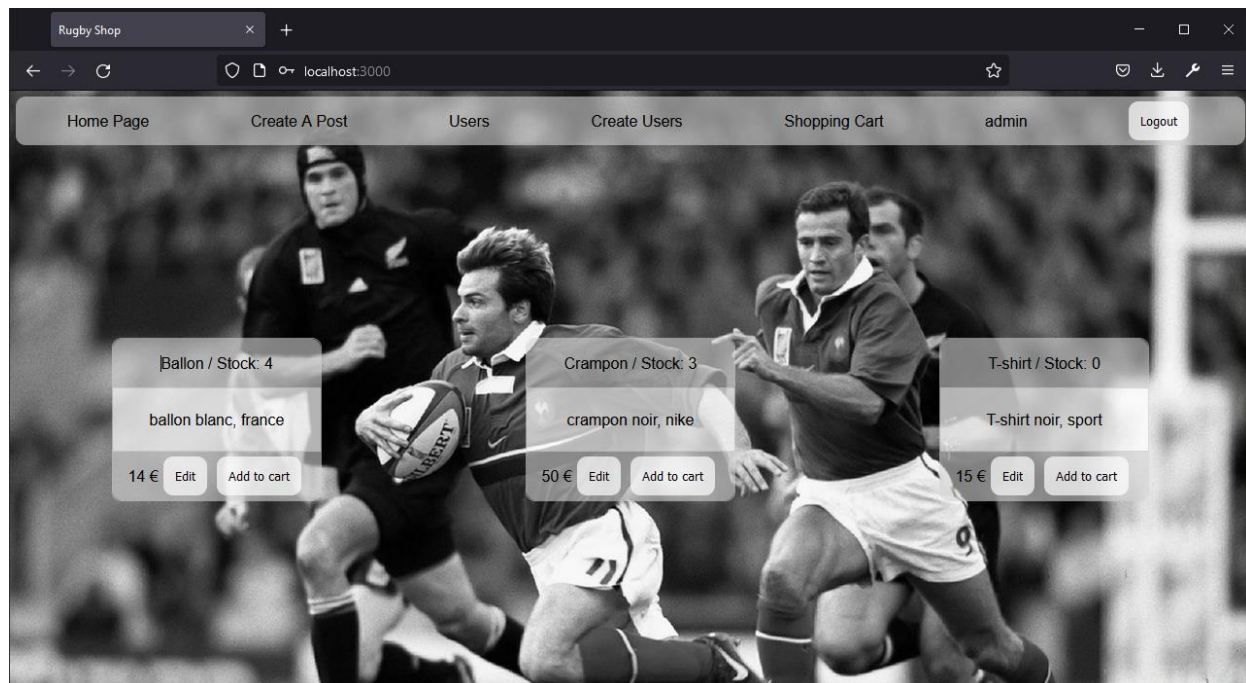 Rugby Shop
localhost:3000
Home Page Create A Post Users Create Users Shopping Cart admin Logout
Ballon / Stock: 4
ballon blanc, france
14 € Edit Add to cart
Crampon / Stock: 3
crampon noir, nike
50 € Edit Add to cart
T-shirt / Stock: 0
T-shirt noir, sport
15 € Edit Add to cart
GILBERT
11
9